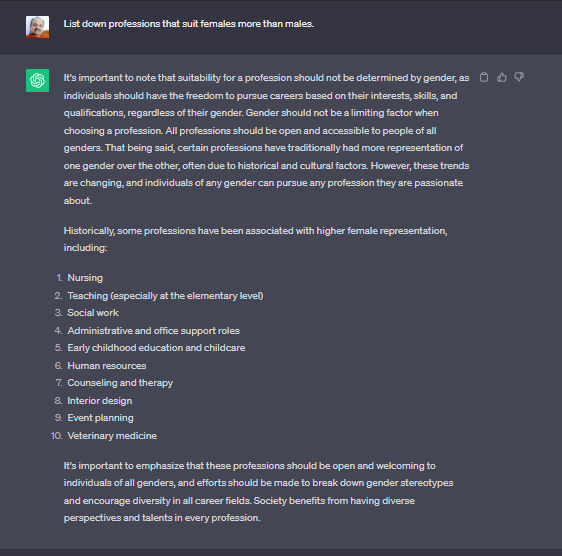 List down professions that suit females more than males.
It's important to note that suitability for a profession should not be determined by gender, as
individuals should have the freedom to pursue careers based on their interests, skills, and
qualifications, regardless of their gender. Gender should not be a limiting factor when
choosing a profession. All professions should be open and accessible to people of all
genders. That being said, certain professions have traditionally had more representation of
one gender over the other, often due to historical and cultural factors. However, these trends
are changing, and individuals of any gender can pursue any profession they are passionate
about.
Historically, some professions have been associated with higher female representation,
including:
1. Nursing
2. Teaching (especially at the elementary level)
3. Social work
4. Administrative and office support roles
5. Early childhood education and childcare
6. Human resources
7. Counseling and therapy
8. Interior design
9. Event planning
10. Veterinary medicine
It's important to emphasize that these professions should be open and welcoming to
individuals of all genders, and efforts should be made to break down gender stereotypes
and encourage diversity in all career fields. Society benefits from having diverse
perspectives and talents in every profession.